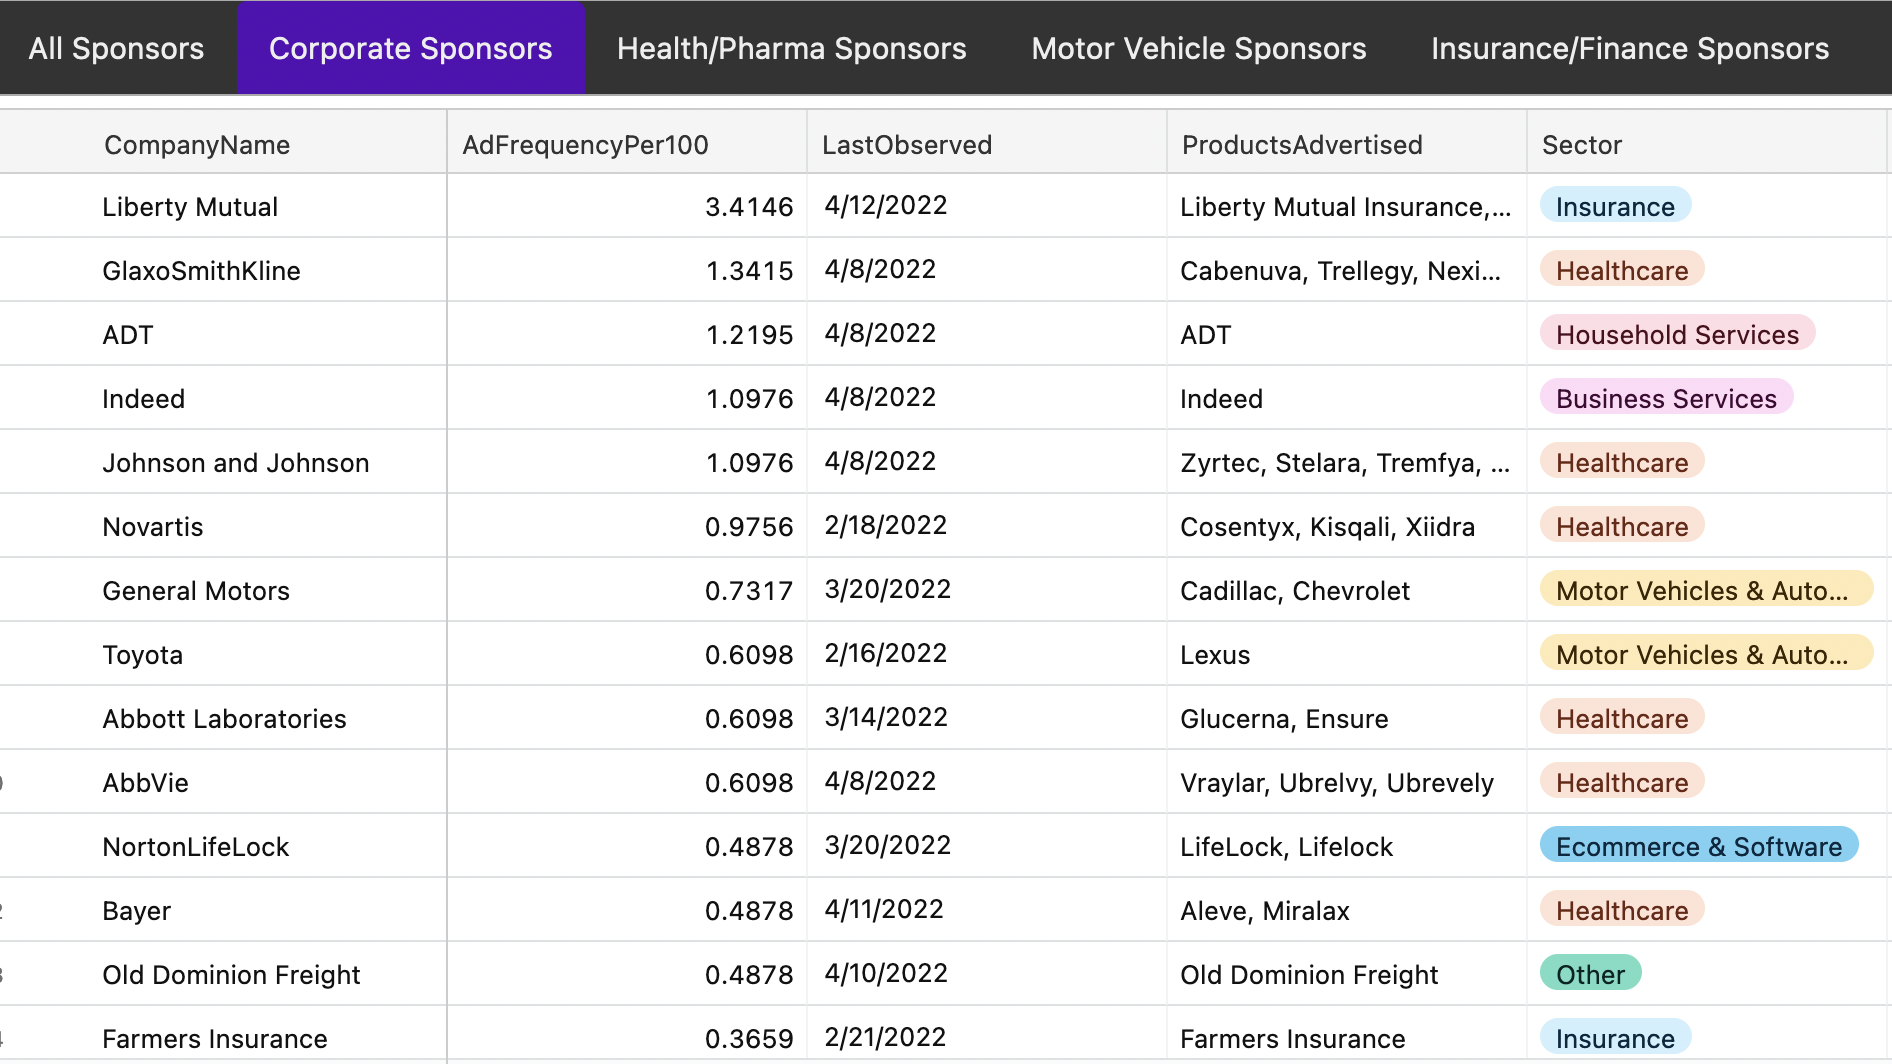 All Sponsors Corporate Sponsors Health/Pharma Sponsors Motor Vehicle Sponsors Insurance/Finance Sponsors
CompanyName AdFrequencyPer100 LastObserved ProductsAdvertised Sector
Liberty Mutual 3.4146 4/12/2022 Liberty Mutual Insurance,... Insurance
GlaxoSmithKline 1.3415 4/8/2022 Cabenuva, Trellegy, Nexi... Healthcare
ADT 1.2195 4/8/2022 ADT Household Services
Indeed 1.0976 4/8/2022 Indeed Business Services
Johnson and Johnson 1.0976 4/8/2022 Zyrtec, Stelara, Tremfya, ... Healthcare
Novartis 0.9756 2/18/2022 Cosentyx, Kisqali, Xiidra Healthcare
General Motors 0.7317 3/20/2022 Cadillac, Chevrolet Motor Vehicles & Auto...
Toyota 0.6098 2/16/2022 Lexus Motor Vehicles & Auto...
Abbott Laboratories 0.6098 3/14/2022 Glucerna, Ensure Healthcare
AbbVie 0.6098 4/8/2022 Vraylar, Ubrelvy, Ubrevely Healthcare
NortonLifeLock 0.4878 3/20/2022 LifeLock, Lifelock Ecommerce & Software
Bayer 0.4878 4/11/2022 Aleve, Miralax Healthcare
Old Dominion Freight 0.4878 4/10/2022 Old Dominion Freight Other
Farmers Insurance 0.3659 2/21/2022 Farmers Insurance Insurance